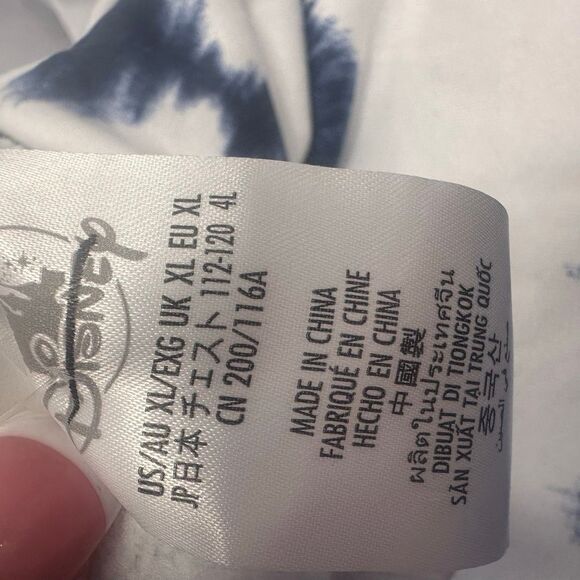 Disney
US/AU XL/EXG UK XL EU XL
JP日本 チェスト 112-120 4L
CN 200/116A
MADE IN CHINA
FABRIQUÉ EN CHINE
HECHO EN CHINA
中國製
ผลิตในประเทศจีน
DIBUAT DI TIONGKOK
SẢN XUẤT TẠI TRUNG QUỐC
중국산